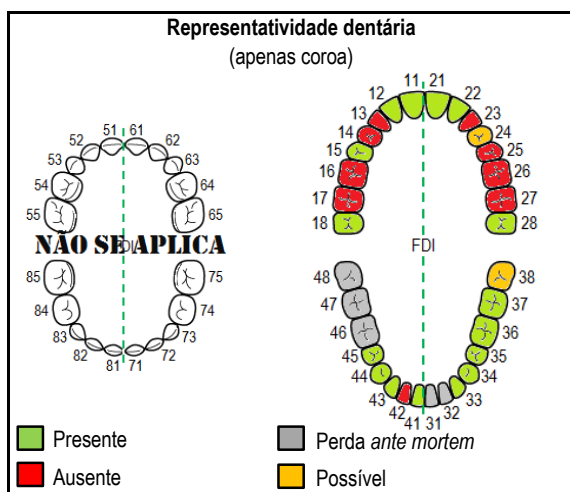 Representatividade dentária
(apenas coroa)
51 61
52 62
53 63
54 64
55 65
NÃO SE APLICA
FDI
85 75
84 74
83 73
82 72
81 71
11 21
12 22
13 23
14 24
15 25
16 26
17 27
18 28
FDI
48 38
47 37
46 36
45 35
44 34
43 33
42 41 31 32
Presente
Perda ante mortem
Ausente
Possível